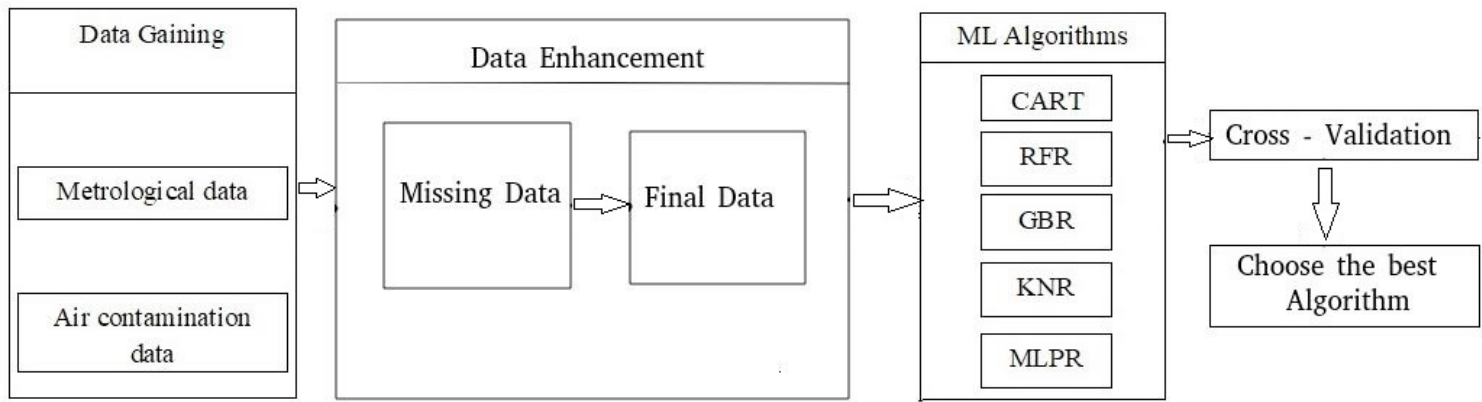 Data Gaining
Metrological data
Air contamination
data
Data Enhancement
Missing Data
Final Data
ML Algorithms
CART
RFR
GBR
KNR
MLPR
Cross - Validation
Choose the best
Algorithm